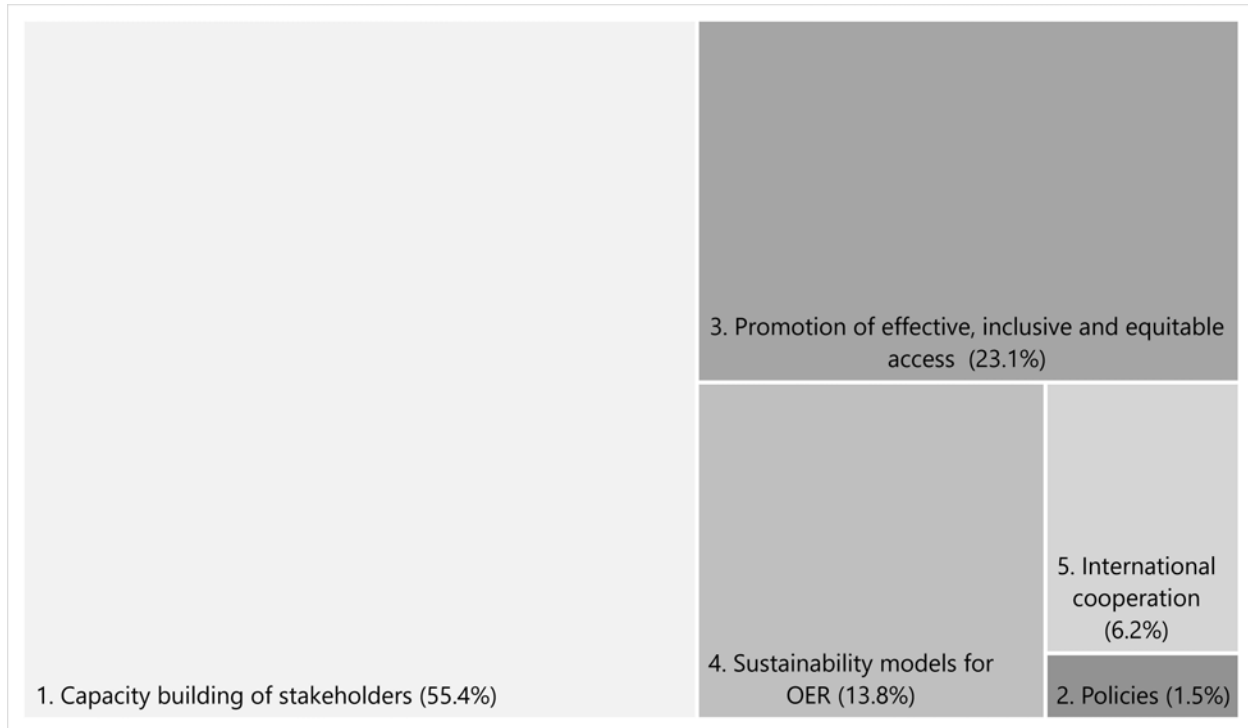 3. Promotion of effective, inclusive and equitable
access (23.1%)
5. International
cooperation
(6.2%)
4. Sustainability models for
OER (13.8%)
1. Capacity building of stakeholders (55.4%)
2. Policies (1.5%)